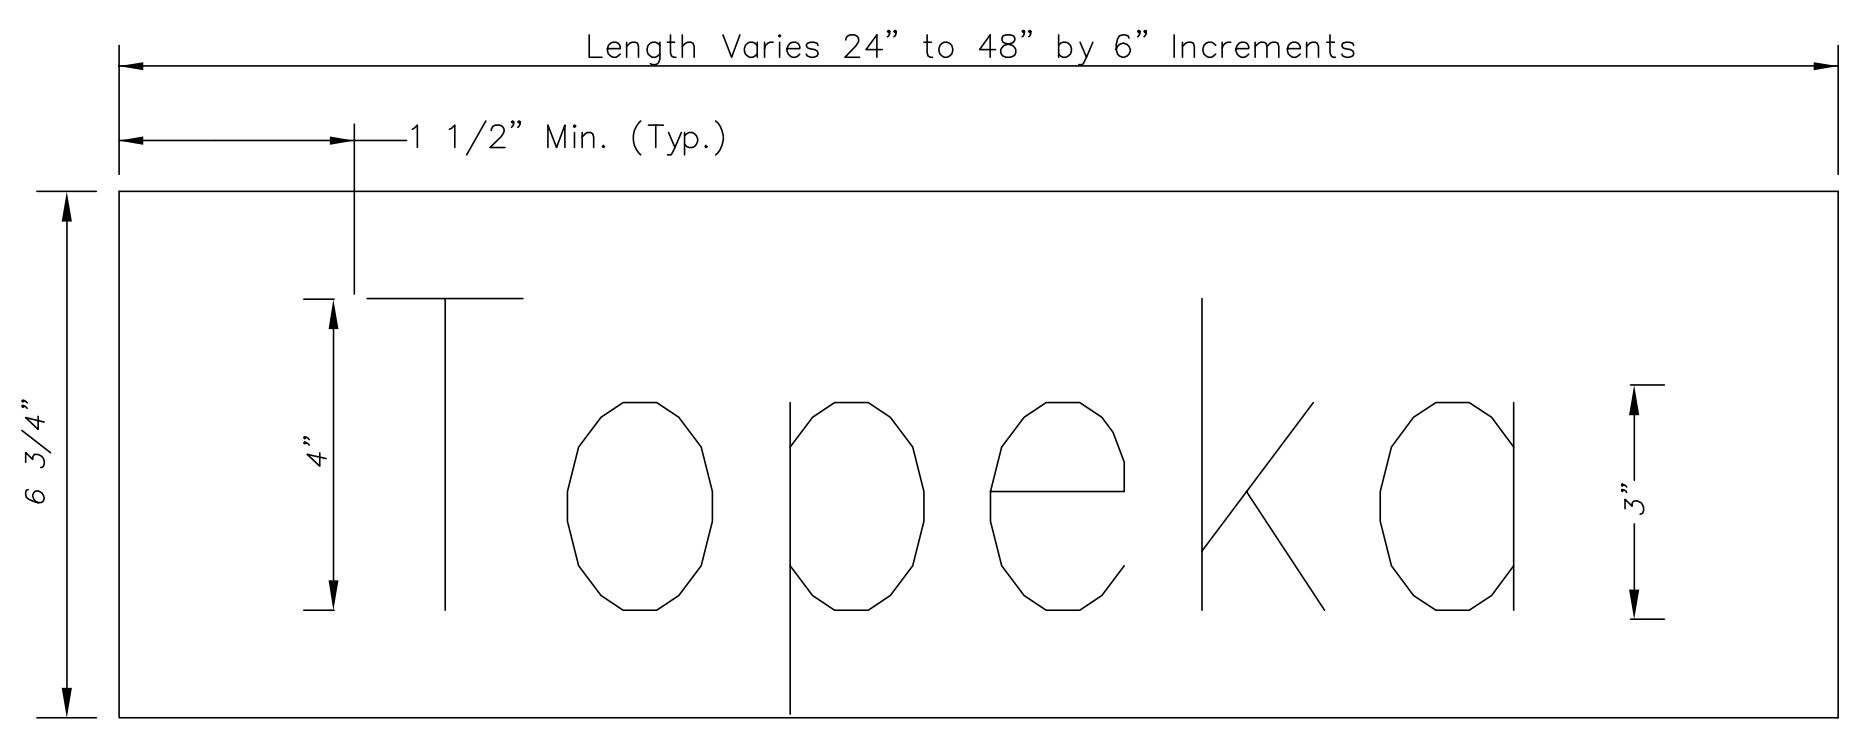 Length Varies 24” to 48” by 6” Increments
1 1/2” Min. (Typ.)
6 3/4”
4”
Topeka
3”